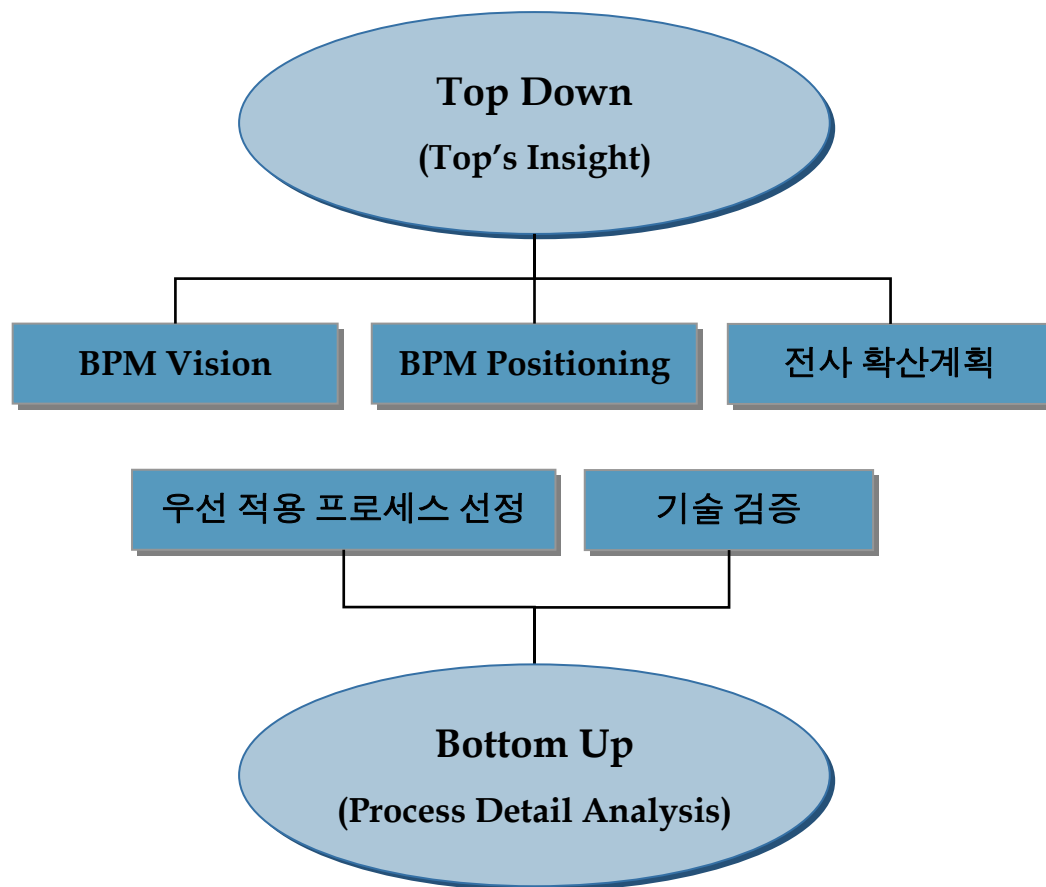 Top Down
(Top’s Insight)
BPM Vision
BPM Positioning
전사 확산계획
우선 적용 프로세스 선정
기술 검증
Bottom Up
(Process Detail Analysis)